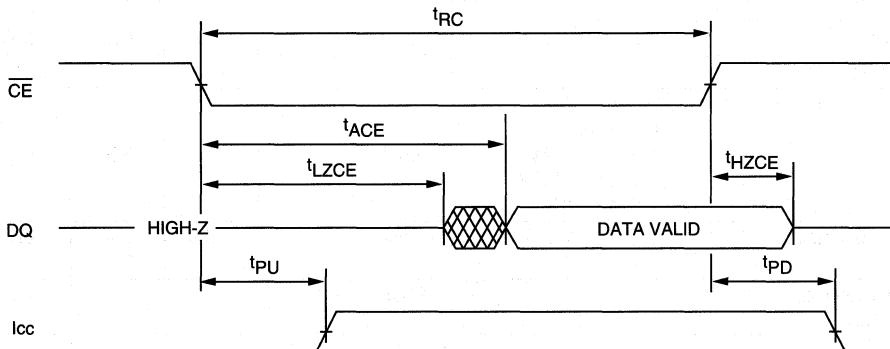 tRC
CE
tACE
tLZCE
tHZCE
DQ
HIGH-Z
DATA VALID
tPU
tPD
Icc